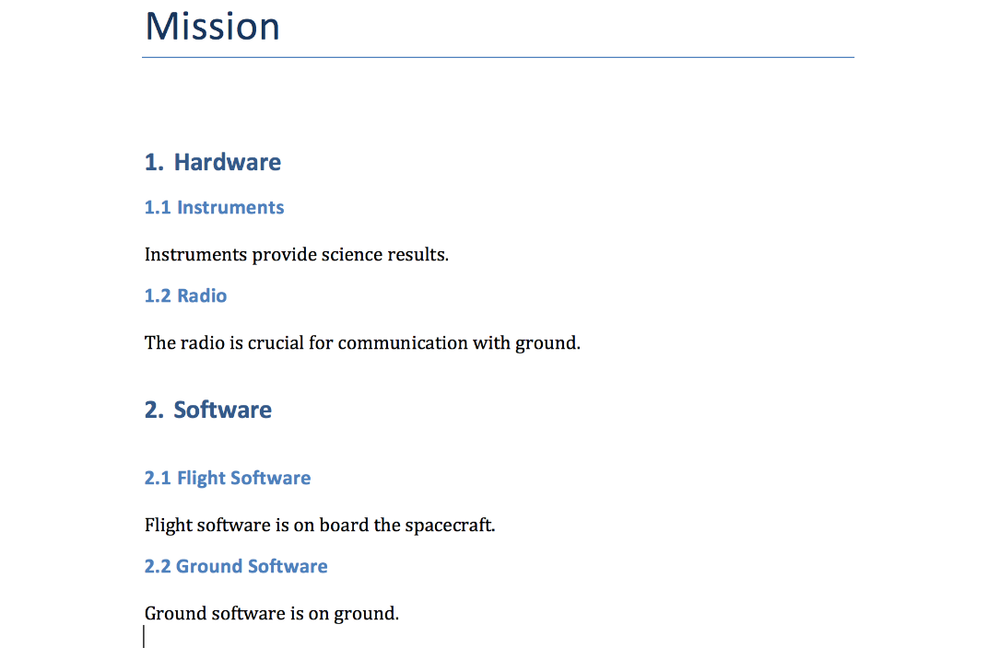 Mission
1. Hardware
1.1 Instruments
Instruments provide science results.
1.2 Radio
The radio is crucial for communication with ground.
2. Software
2.1 Flight Software
Flight software is on board the spacecraft.
2.2 Ground Software
Ground software is on ground.